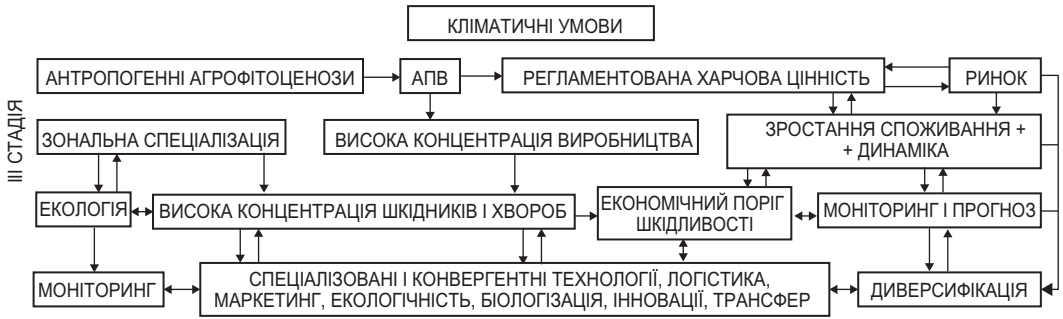 КЛІМАТИЧНІ УМОВИ
АНТРОПОГЕННІ АГРОФІТОЦЕНОЗИ
АПВ
РЕГЛАМЕНТОВАНА ХАРЧОВА ЦІННІСТЬ
РИНОК
ІІІ СТАДІЯ
ЗОНАЛЬНА СПЕЦІАЛІЗАЦІЯ
ВИСОКА КОНЦЕНТРАЦІЯ ВИРОБНИЦТВА
ЗРОСТАННЯ СПОЖИВАННЯ +
+ ДИНАМІКА
ЕКОЛОГІЯ
ВИСОКА КОНЦЕНТРАЦІЯ ШКІДНИКІВ І ХВОРОБ
ЕКОНОМІЧНИЙ ПОРІГ
ШКІДЛИВОСТІ
МОНІТОРИНГ І ПРОГНОЗ
МОНІТОРИНГ
СПЕЦІАЛІЗОВАНІ І КОНВЕРГЕНТНІ ТЕХНОЛОГІЇ, ЛОГІСТИКА,
МАРКЕТИНГ, ЕКОЛОГІЧНІСТЬ, БІОЛОГІЗАЦІЯ, ІННОВАЦІЇ, ТРАНСФЕР
ДИВЕРСИФІКАЦІЯ